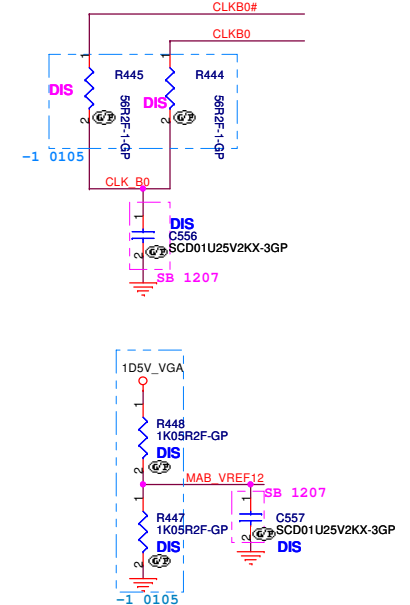 CLKB0#
CLKB0
1
1
R445
R444
DIS
DIS
56R2F-1-GP
56R2F-1-GP
2
2
-1 0105
CLK_B0
1
DIS
C556
SCD01U25V2KX-3GP
2
SB 1207
1D5V_VGA
1
R448
1K05R2F-GP
DIS
2
MAB_VREF12
SB 1207
1
1
R447
1K05R2F-GP
C557
SCD01U25V2KX-3GP
DIS
DIS
2
2
-1 0105